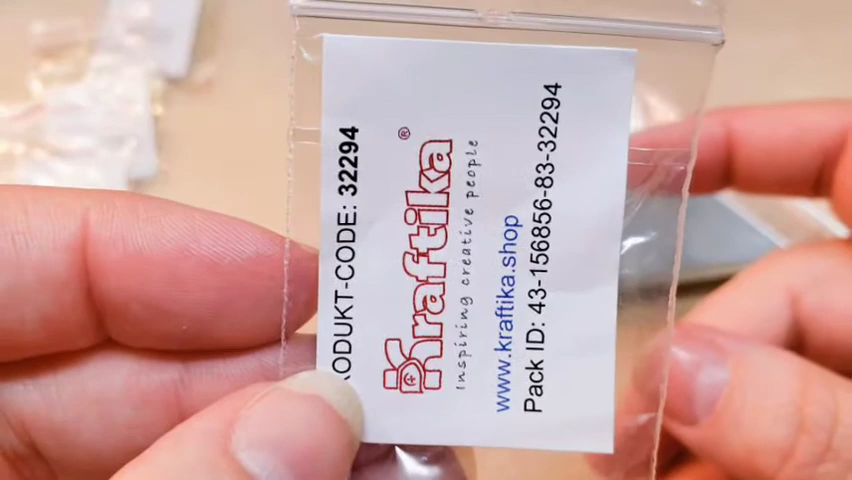 ODUKT-CODE: 32294
Kraftika®
Inspiring creative people
www.kraftika.shop
Pack ID: 43-156856-83-32294